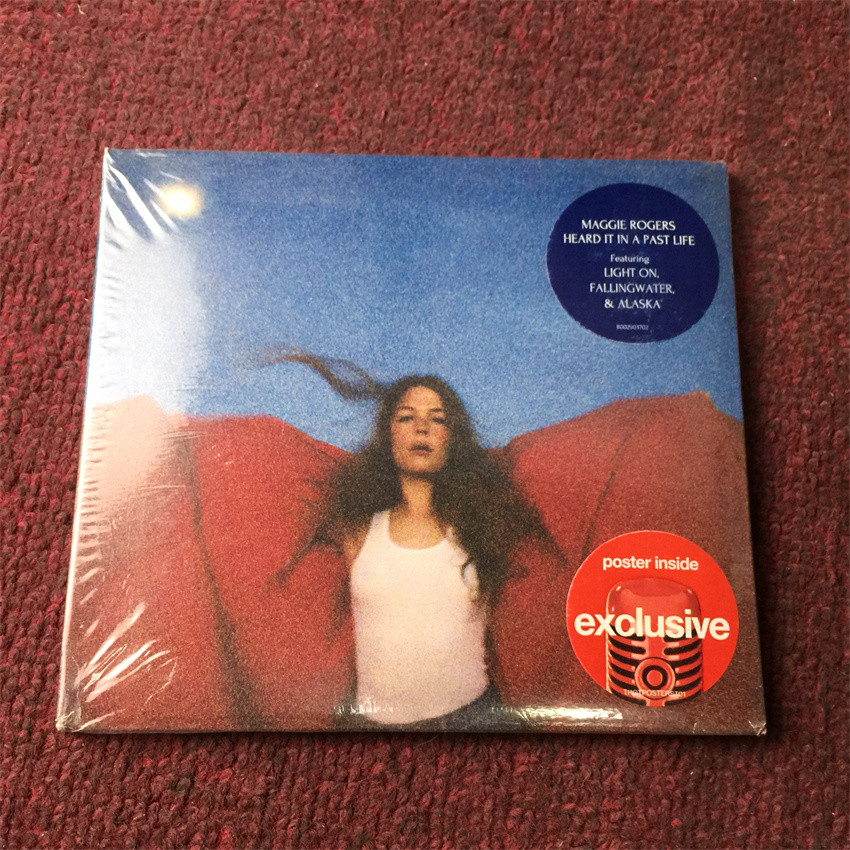 MAGGIE ROGERS
HEARD IT IN A PAST LIFE
Featuring
LIGHT ON,
FALLINGWATER,
& ALASKA
poster inside
exclusive